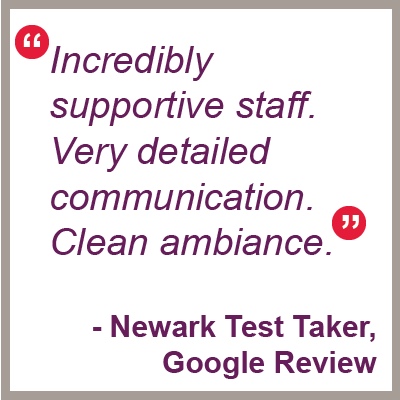 “Incredibly
supportive staff.
Very detailed
communication.
Clean ambiance.”
- Newark Test Taker,
Google Review